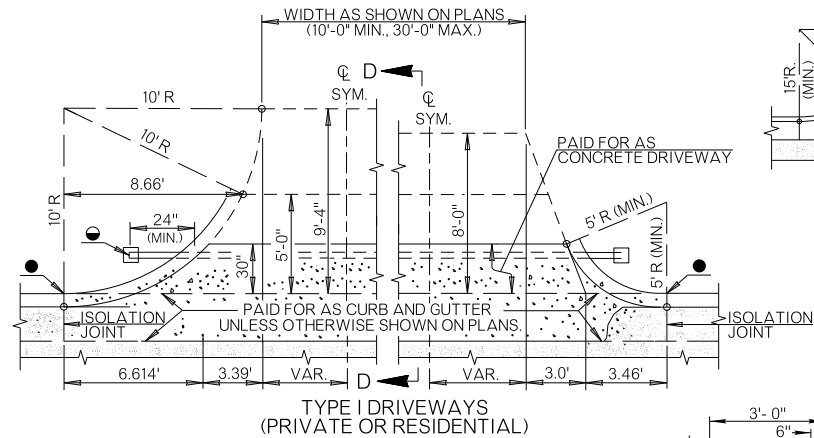 WIDTH AS SHOWN ON PLANS
(10'-0" MIN., 30'-0" MAX.)
℄ D
SYM.
℄
SYM.
10' R
10' R
8.66'
10' R
24"
(MIN.)
30"
5'-0"
9'-4"
8'-0"
PAID FOR AS
CONCRETE DRIVEWAY
5' R (MIN.)
5' R (MIN.)
15'R.
(MIN.)
PAID FOR AS CURB AND GUTTER
UNLESS OTHERWISE SHOWN ON PLANS.
ISOLATION
JOINT
ISOLATION
JOINT
6.614'
3.39'
VAR.
D
VAR.
3.0'
3.46'
TYPE I DRIVEWAYS
(PRIVATE OR RESIDENTIAL)
3'- 0"
6"